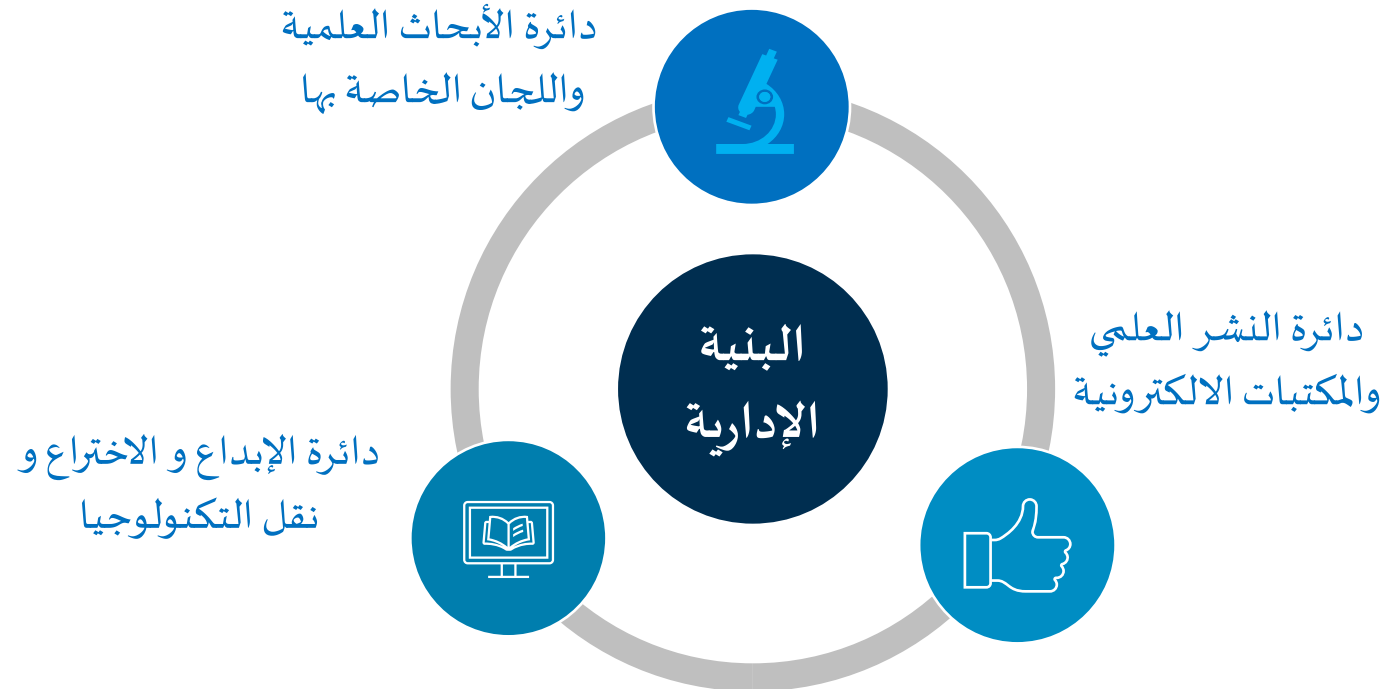 دائرة الأبحاث العلمية
واللجان الخاصة بها
البنية
الإدارية
دائرة النشر العلمي
والمكتبات الالكترونية
دائرة الإبداع و الاختراع و
نقل التكنولوجيا